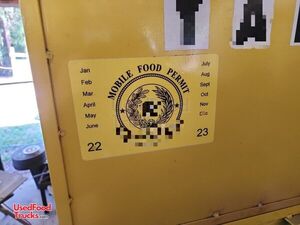 TA
Jan
Feb
Mar
April
May
June
MOBILE FOOD PERMIT
July
Aug
Sept
Oct
Nov
Dec
22
23
UsedFood
Trucks.com